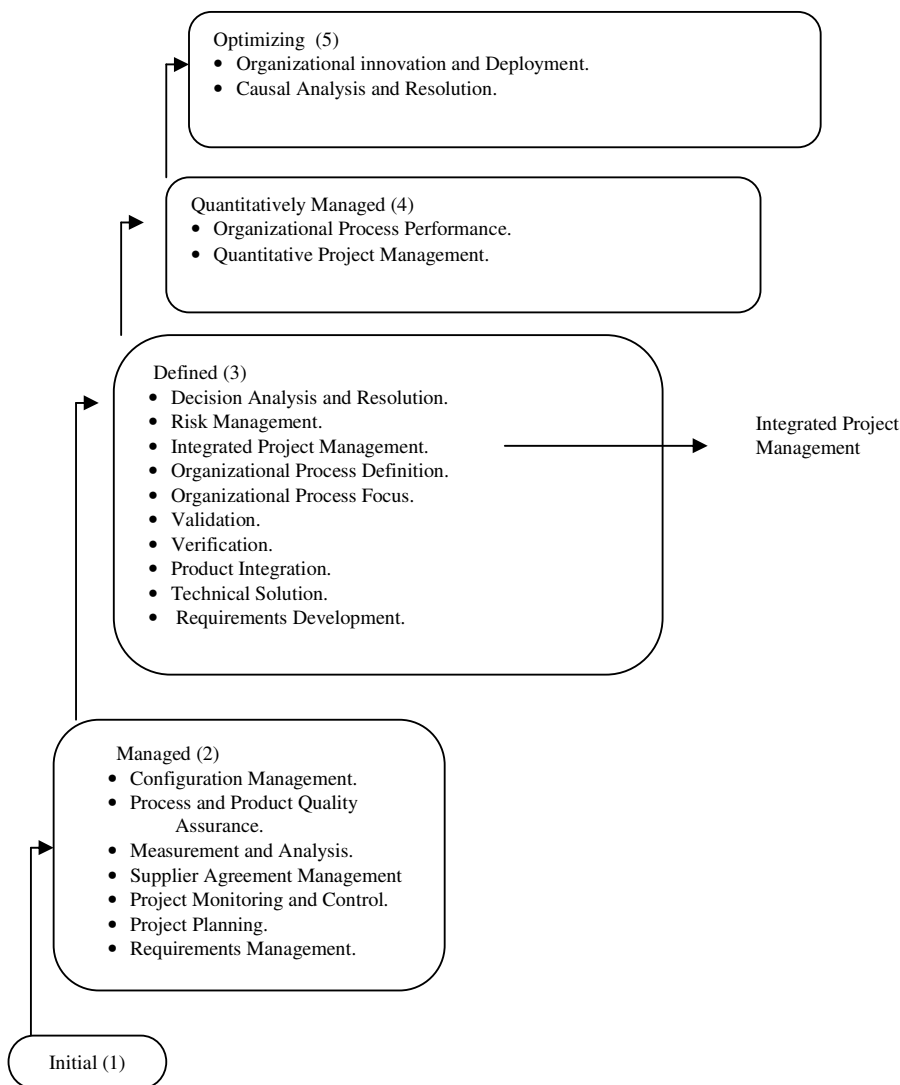 Optimizing (5)
• Organizational innovation and Deployment.
• Causal Analysis and Resolution.
Quantitatively Managed (4)
• Organizational Process Performance.
• Quantitative Project Management.
Defined (3)
• Decision Analysis and Resolution.
• Risk Management.
• Integrated Project Management.
• Organizational Process Definition.
• Organizational Process Focus.
• Validation.
• Verification.
• Product Integration.
• Technical Solution.
• Requirements Development.
Integrated Project
Management
Managed (2)
• Configuration Management.
• Process and Product Quality
Assurance.
• Measurement and Analysis.
• Supplier Agreement Management
• Project Monitoring and Control.
• Project Planning.
• Requirements Management.
Initial (1)